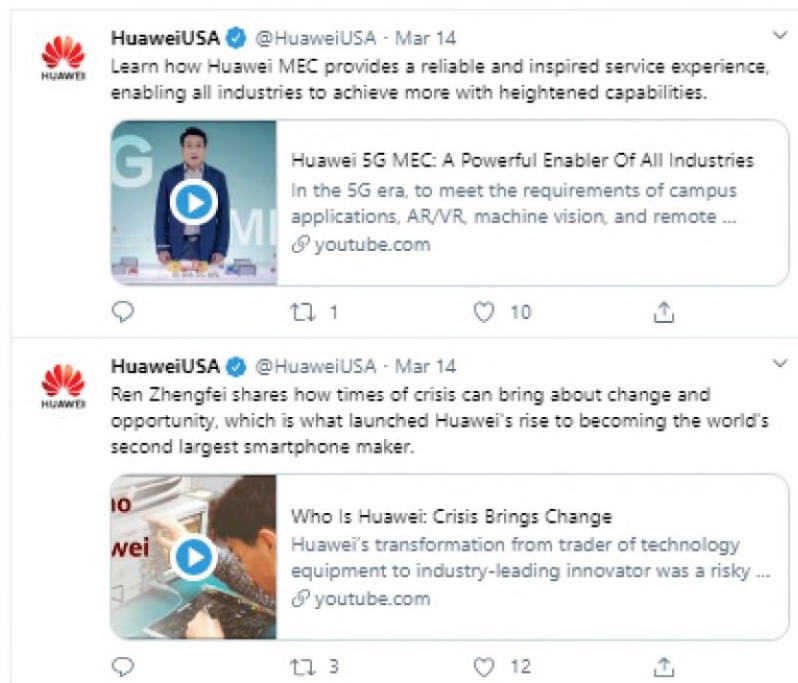 HuaweiUSA @HuaweiUSA · Mar 14
HUAWEI
Learn how Huawei MEC provides a reliable and inspired service experience,
enabling all industries to achieve more with heightened capabilities.
G
MI
Huawei 5G MEC: A Powerful Enabler Of All Industries
In the 5G era, to meet the requirements of campus
applications, AR/VR, machine vision, and remote ...
youtube.com
1 10
HuaweiUSA @HuaweiUSA · Mar 14
HUAWEI
Ren Zhengfei shares how times of crisis can bring about change and
opportunity, which is what launched Huawei's rise to becoming the world's
second largest smartphone maker.
no
wei
Who Is Huawei: Crisis Brings Change
Huawei's transformation from trader of technology
equipment to industry-leading innovator was a risky ...
youtube.com
3 12